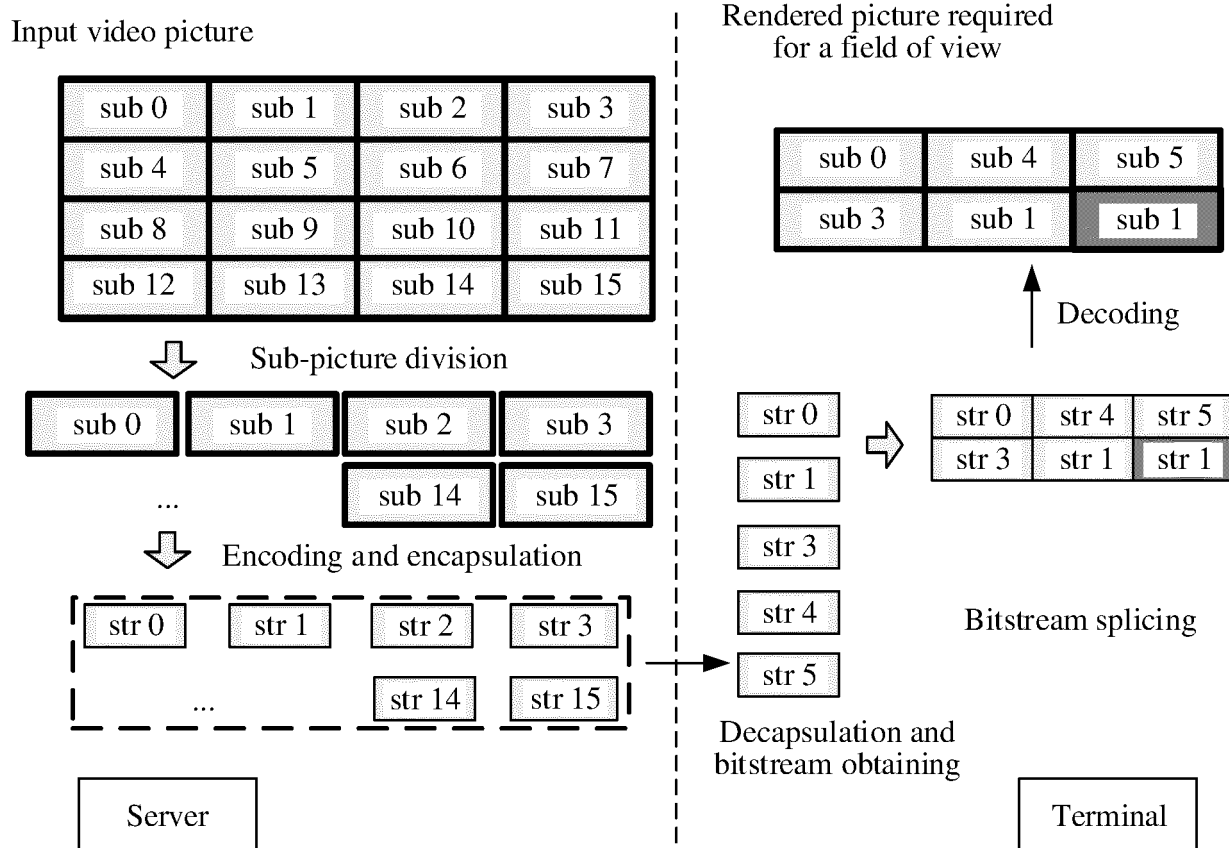 Input video picture
sub 0 sub 1 sub 2 sub 3
sub 4 sub 5 sub 6 sub 7
sub 8 sub 9 sub 10 sub 11
sub 12 sub 13 sub 14 sub 15
Sub-picture division
sub 0 sub 1 sub 2 sub 3
... sub 14 sub 15
Encoding and encapsulation
str 0 str 1 str 2 str 3
... str 14 str 15
Server
Rendered picture required
for a field of view
sub 0 sub 4 sub 5
sub 3 sub 1 sub 1
Decoding
str 0
str 1
str 3
str 4
str 5
str 0 str 4 str 5
str 3 str 1 str 1
Bitstream splicing
Decapsulation and
bitstream obtaining
Terminal